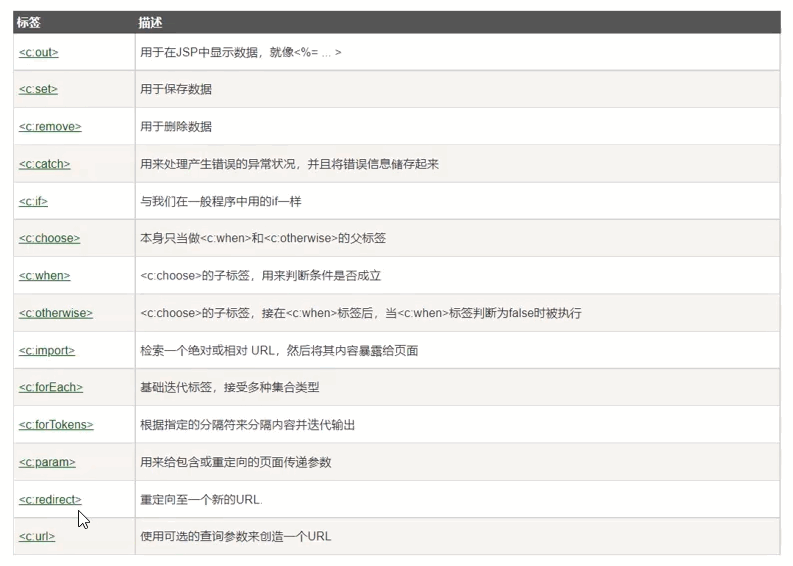 标签 描述
<c:out> 用于在JSP中显示数据，就像<%= ... >
<c:set> 用于保存数据
<c:remove> 用于删除数据
<c:catch> 用来处理产生错误的异常状况，并且将错误信息储存起来
<c:if> 与我们在一般程序中用的if一样
<c:choose> 本身只当做<c:when>和<c:otherwise>的父标签
<c:when> <c:choose>的子标签，用来判断条件是否成立
<c:otherwise> <c:choose>的子标签，接在<c:when>标签后，当<c:when>标签判断为false时被执行
<c:import> 检索一个绝对或相对 URL，然后将其内容暴露给页面
<c:forEach> 基础迭代标签，接受多种集合类型
<c:forTokens> 根据指定的分隔符来分隔内容并迭代输出
<c:param> 用来给包含或重定向的页面传递参数
<c:redirect> 重定向至一个新的URL.
<c:url> 使用可选的查询参数来创造一个URL